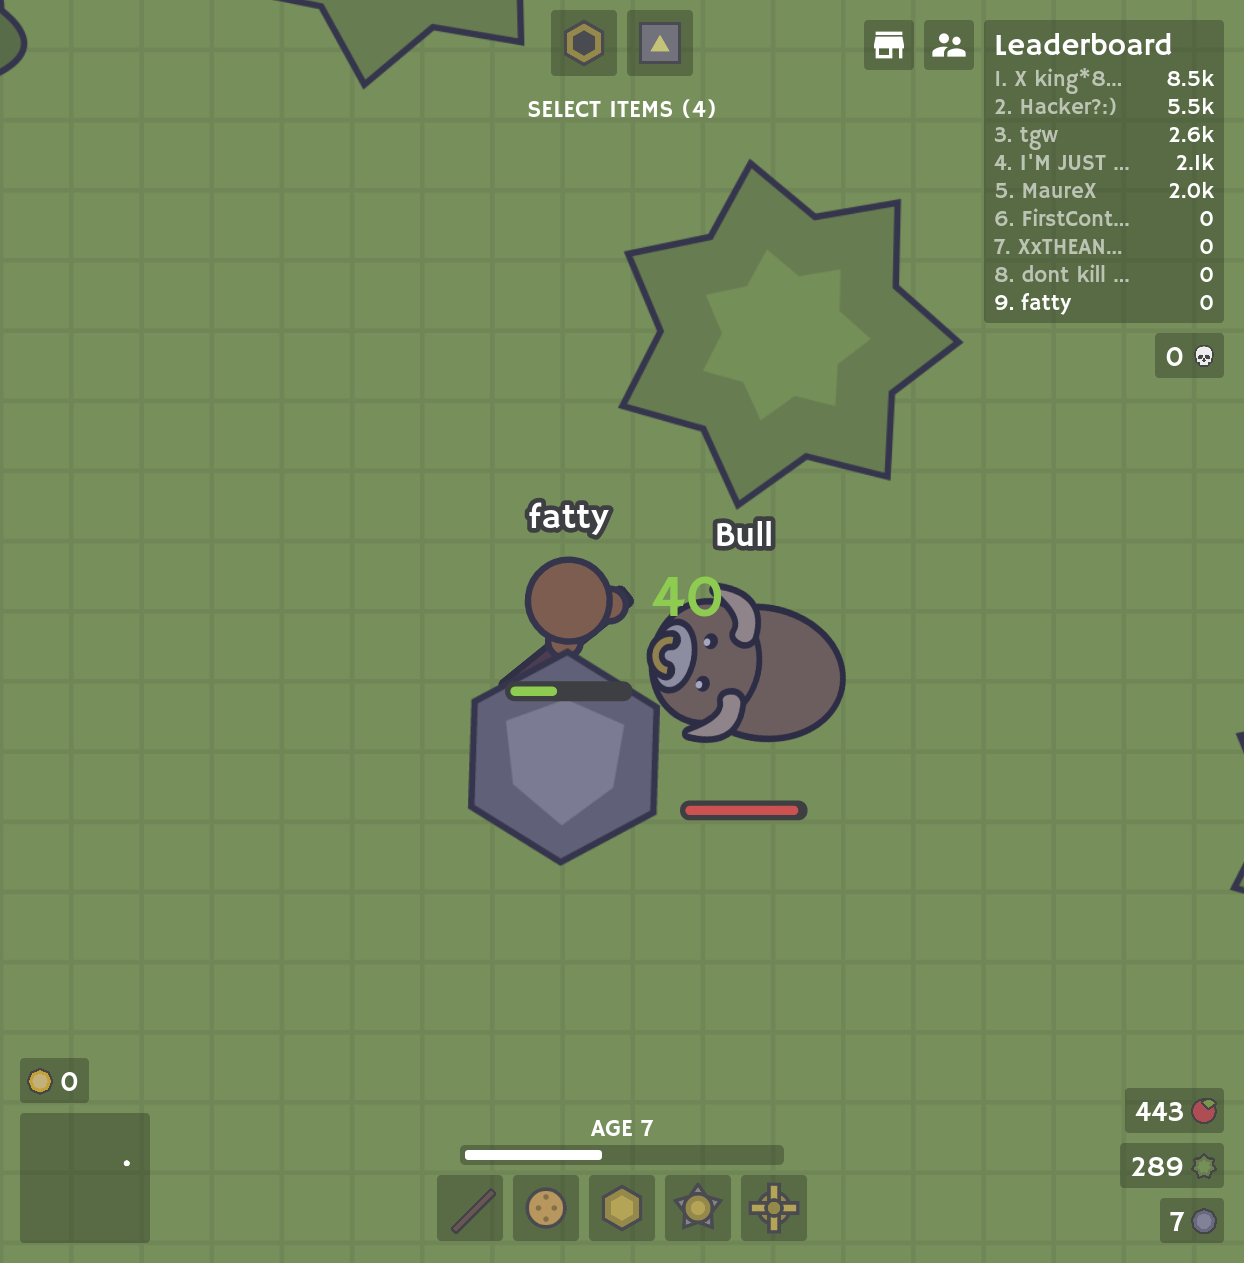 SELECT ITEMS (4)
Leaderboard
1. X king*8... 8.5k
2. Hacker?:) 5.5k
3. tgw 2.6k
4. I'M JUST ... 2.1k
5. MaureX 2.0k
6. FirstCont... 0
7. XxTHEAN... 0
8. dont kill ... 0
9. fatty 0
0
fatty
Bull
40
0
AGE 7
443
289
7